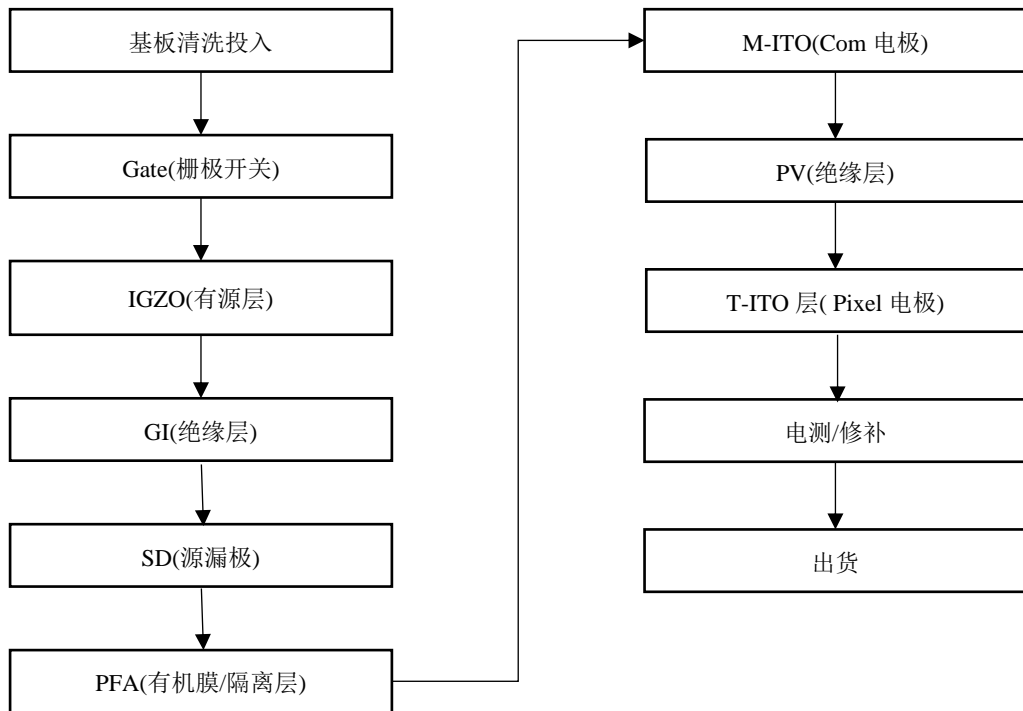 基板清洗投入
Gate(栅极开关)
IGZO(有源层)
GI(绝缘层)
SD(源漏极)
PFA(有机膜/隔离层)
M-ITO(Com 电极)
PV(绝缘层)
T-ITO 层( Pixel 电极)
电测/修补
出货